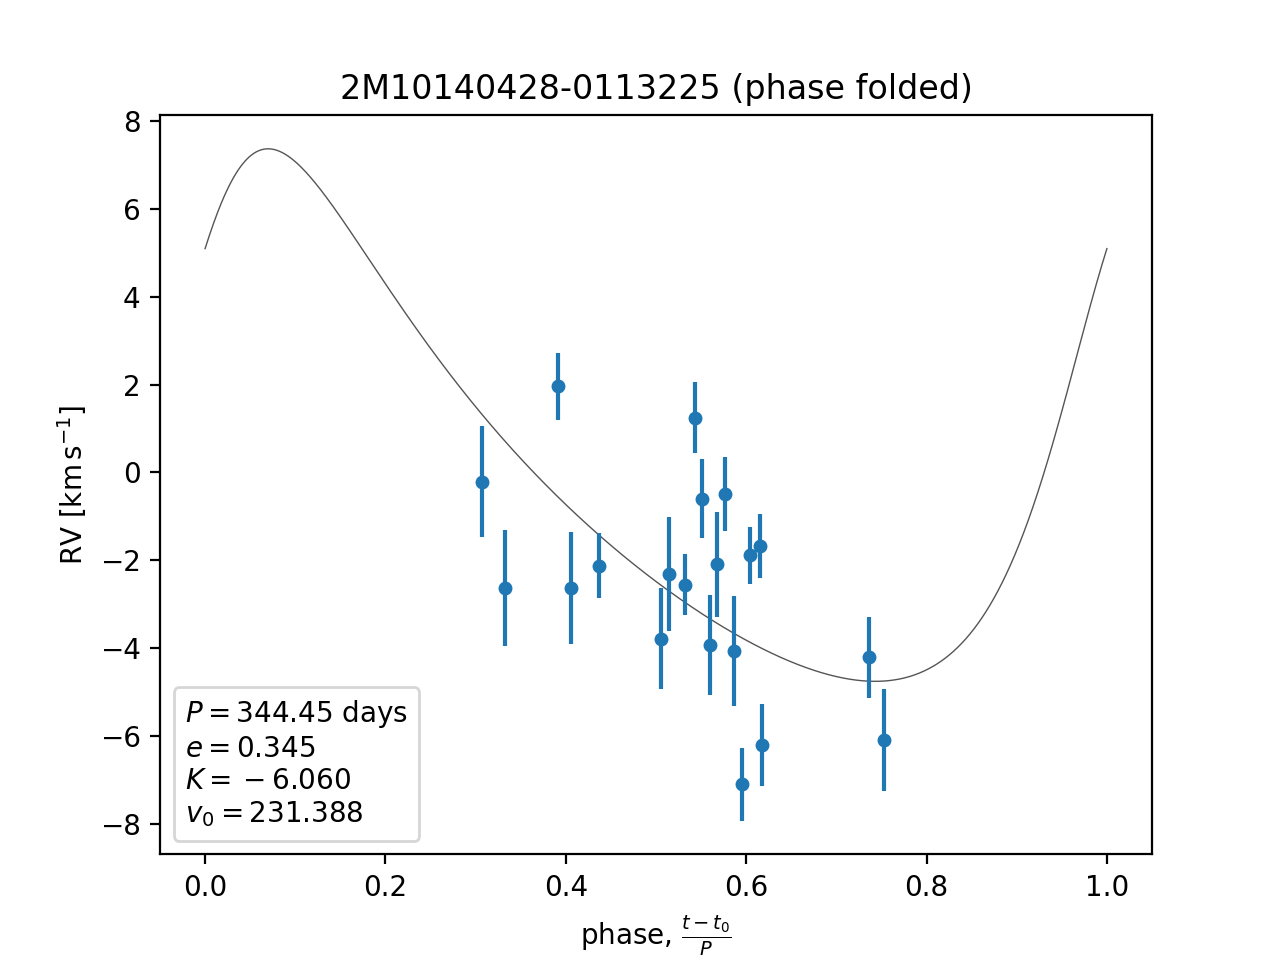 2M10140428-0113225 (phase folded)
8
6
4
2
0
−2
−4
−6
−8
RV [km s⁻¹]
P = 344.45 days
e = 0.345
K = −6.060
v₀ = 231.388
0.0 0.2 0.4 0.6 0.8 1.0
phase, (t − t₀)/P